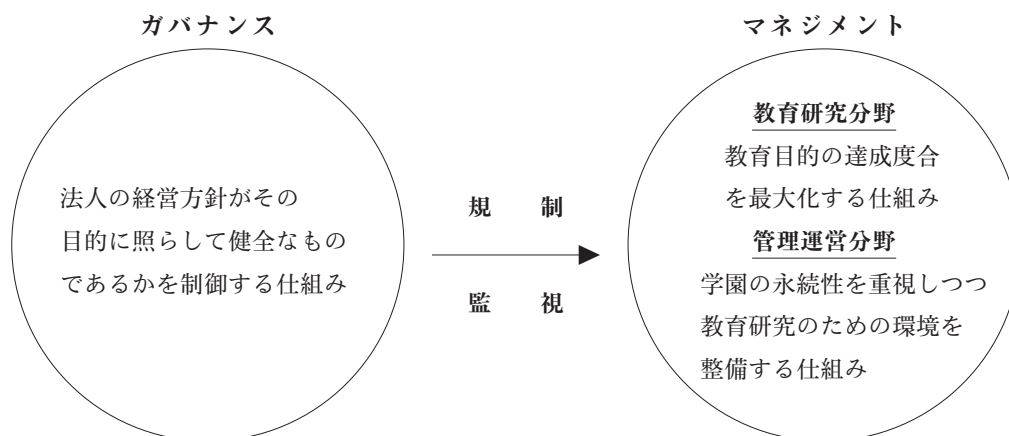 ガバナンス
法人の経営方針がその
目的に照らして健全なもの
であるかを制御する仕組み
規　制
監　視
マネジメント
教育研究分野
教育目的の達成度合
を最大化する仕組み
管理運営分野
学園の永続性を重視しつつ
教育研究のための環境を
整備する仕組み